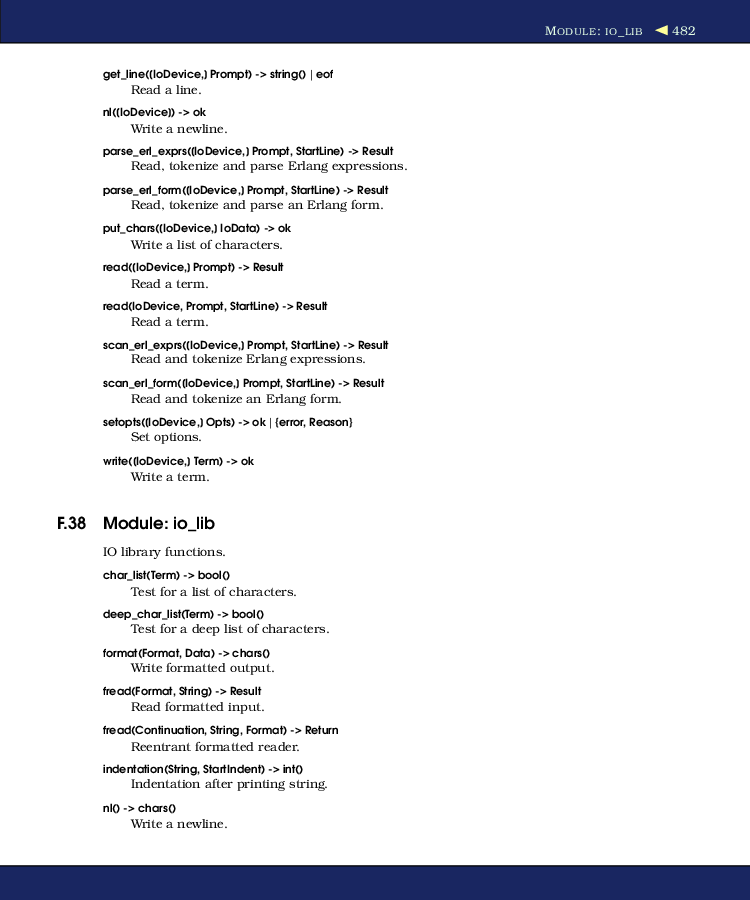 MODULE: IO_LIB ◀ 482
get_line([IoDevice,] Prompt) -> string() | eof
Read a line.
nl([IoDevice]) -> ok
Write a newline.
parse_erl_exprs([IoDevice,] Prompt, StartLine) -> Result
Read, tokenize and parse Erlang expressions.
parse_erl_form([IoDevice,] Prompt, StartLine) -> Result
Read, tokenize and parse an Erlang form.
put_chars([IoDevice,] IoData) -> ok
Write a list of characters.
read([IoDevice,] Prompt) -> Result
Read a term.
read(IoDevice, Prompt, StartLine) -> Result
Read a term.
scan_erl_exprs([IoDevice,] Prompt, StartLine) -> Result
Read and tokenize Erlang expressions.
scan_erl_form([IoDevice,] Prompt, StartLine) -> Result
Read and tokenize an Erlang form.
setopts([IoDevice,] Opts) -> ok | {error, Reason}
Set options.
write([IoDevice,] Term) -> ok
Write a term.
F.38 Module: io_lib
IO library functions.
char_list(Term) -> bool()
Test for a list of characters.
deep_char_list(Term) -> bool()
Test for a deep list of characters.
format(Format, Data) -> chars()
Write formatted output.
fread(Format, String) -> Result
Read formatted input.
fread(Continuation, String, Format) -> Return
Reentrant formatted reader.
indentation(String, StartIndent) -> int()
Indentation after printing string.
nl() -> chars()
Write a newline.